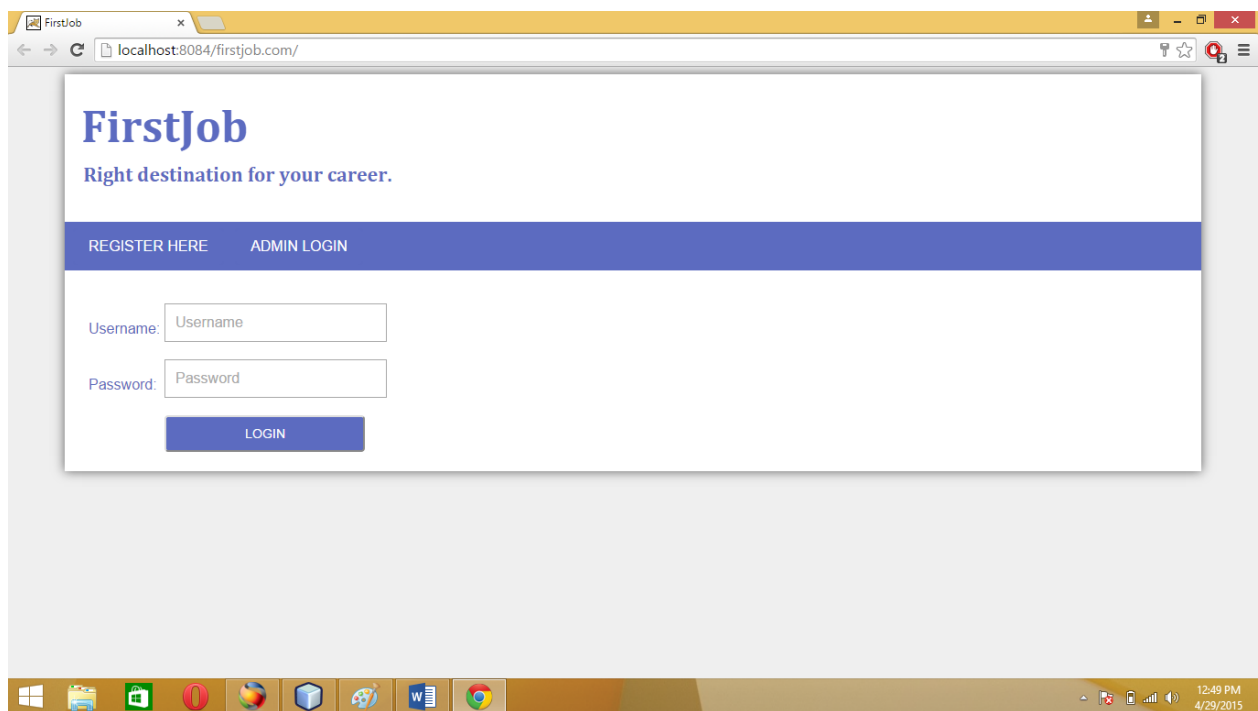 FirstJob
localhost:8084/firstjob.com/
2
FirstJob
Right destination for your career.
REGISTER HERE ADMIN LOGIN
Username: Username
Password: Password
LOGIN
W
12:49 PM
4/29/2015